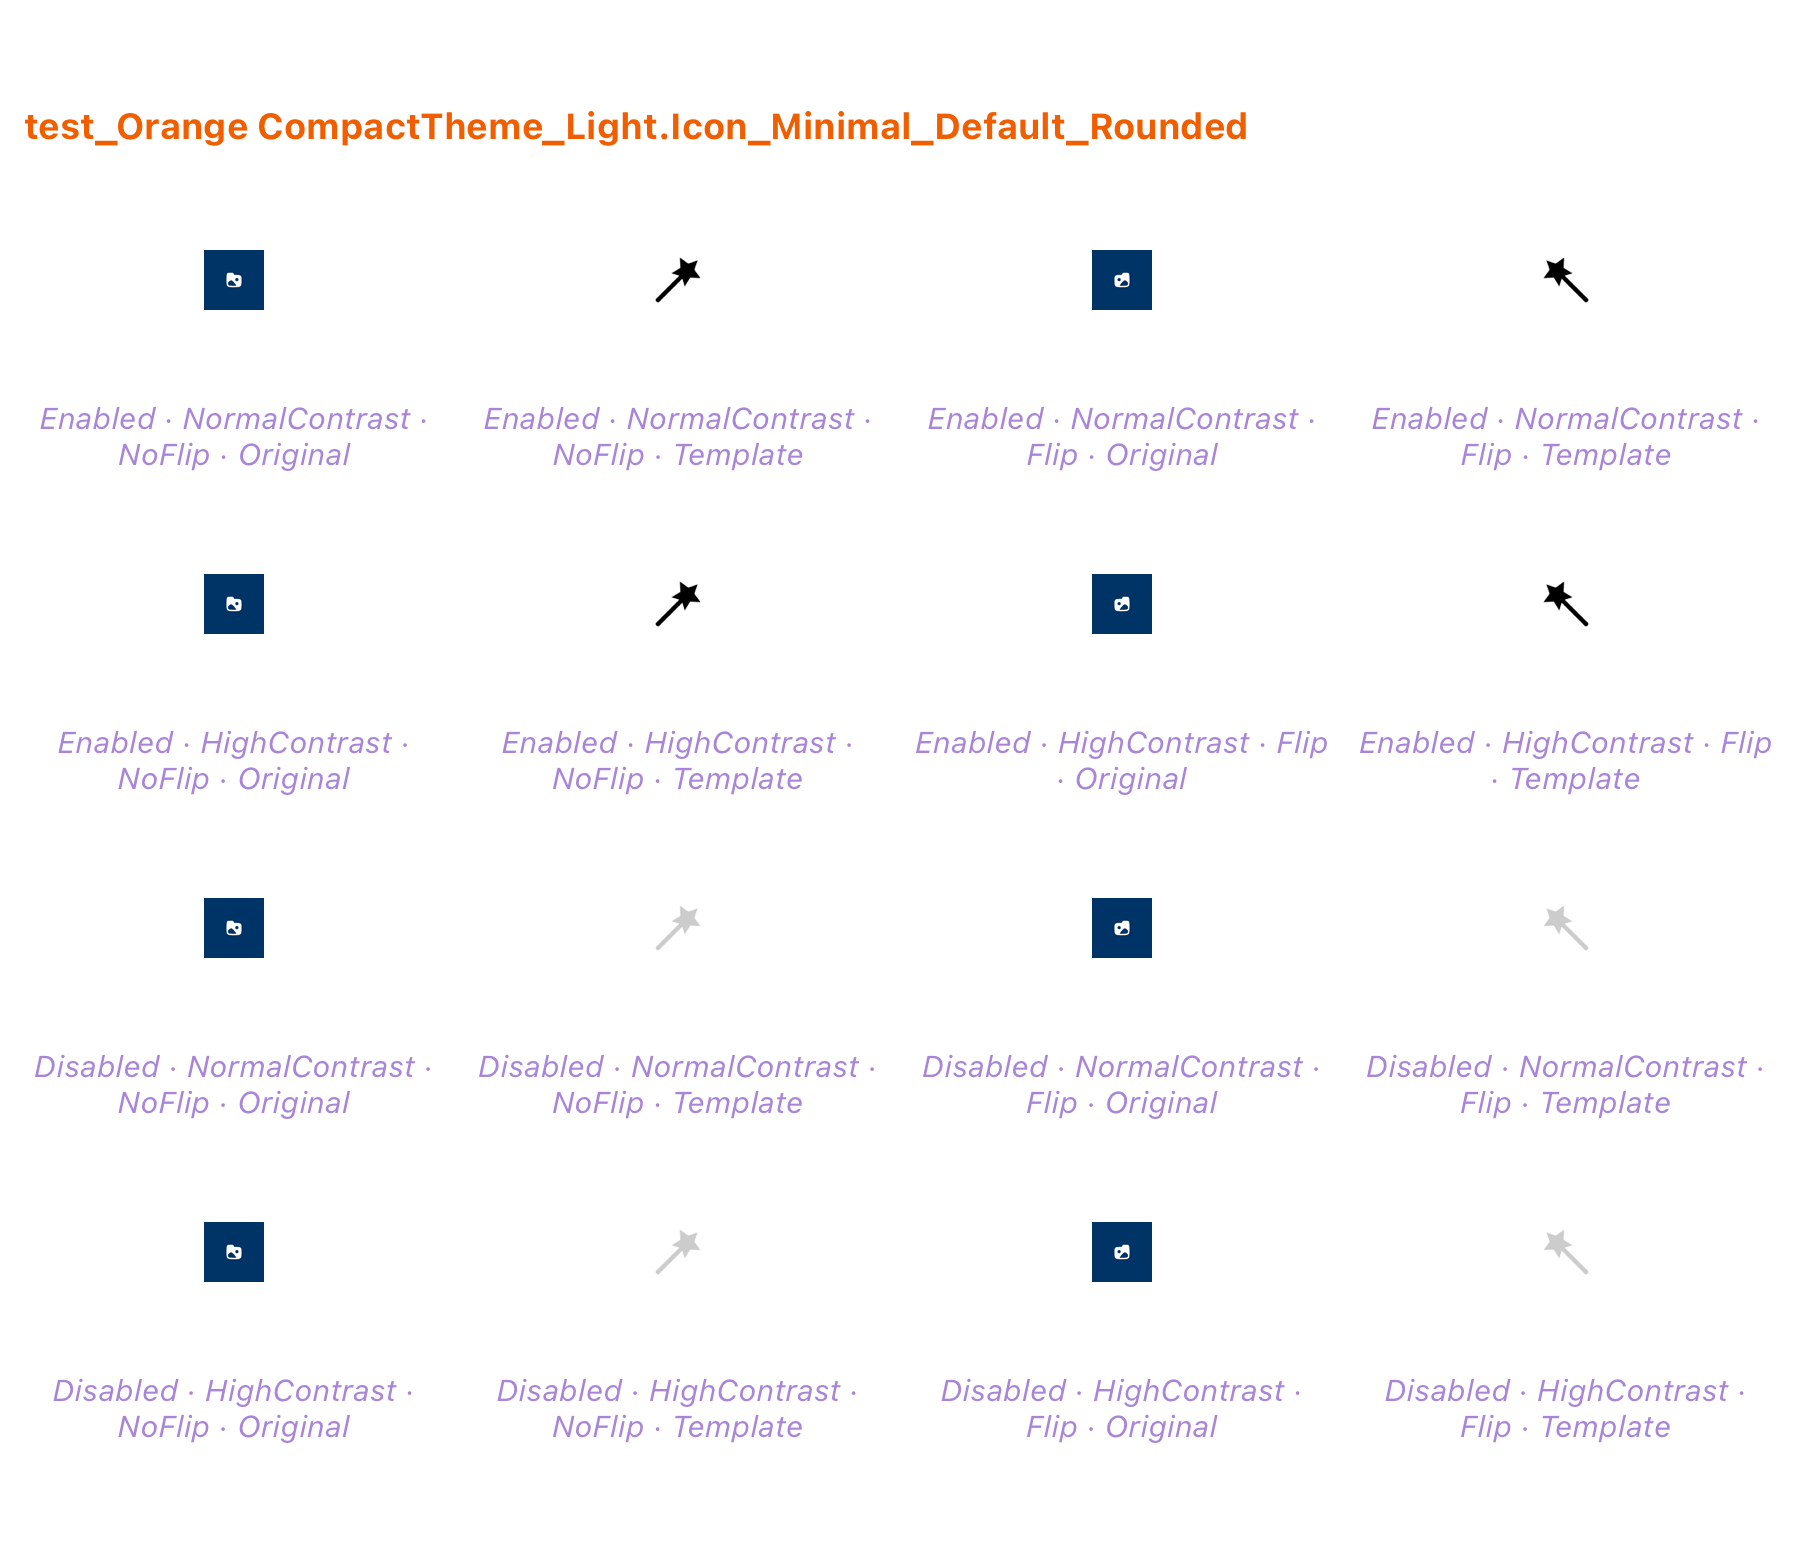 test_Orange CompactTheme_Light.Icon_Minimal_Default_Rounded
Enabled · NormalContrast ·
NoFlip · Original
Enabled · NormalContrast ·
NoFlip · Template
Enabled · NormalContrast ·
Flip · Original
Enabled · NormalContrast ·
Flip · Template
Enabled · HighContrast ·
NoFlip · Original
Enabled · HighContrast ·
NoFlip · Template
Enabled · HighContrast · Flip
· Original
Enabled · HighContrast · Flip
· Template
Disabled · NormalContrast ·
NoFlip · Original
Disabled · NormalContrast ·
NoFlip · Template
Disabled · NormalContrast ·
Flip · Original
Disabled · NormalContrast ·
Flip · Template
Disabled · HighContrast ·
NoFlip · Original
Disabled · HighContrast ·
NoFlip · Template
Disabled · HighContrast ·
Flip · Original
Disabled · HighContrast ·
Flip · Template